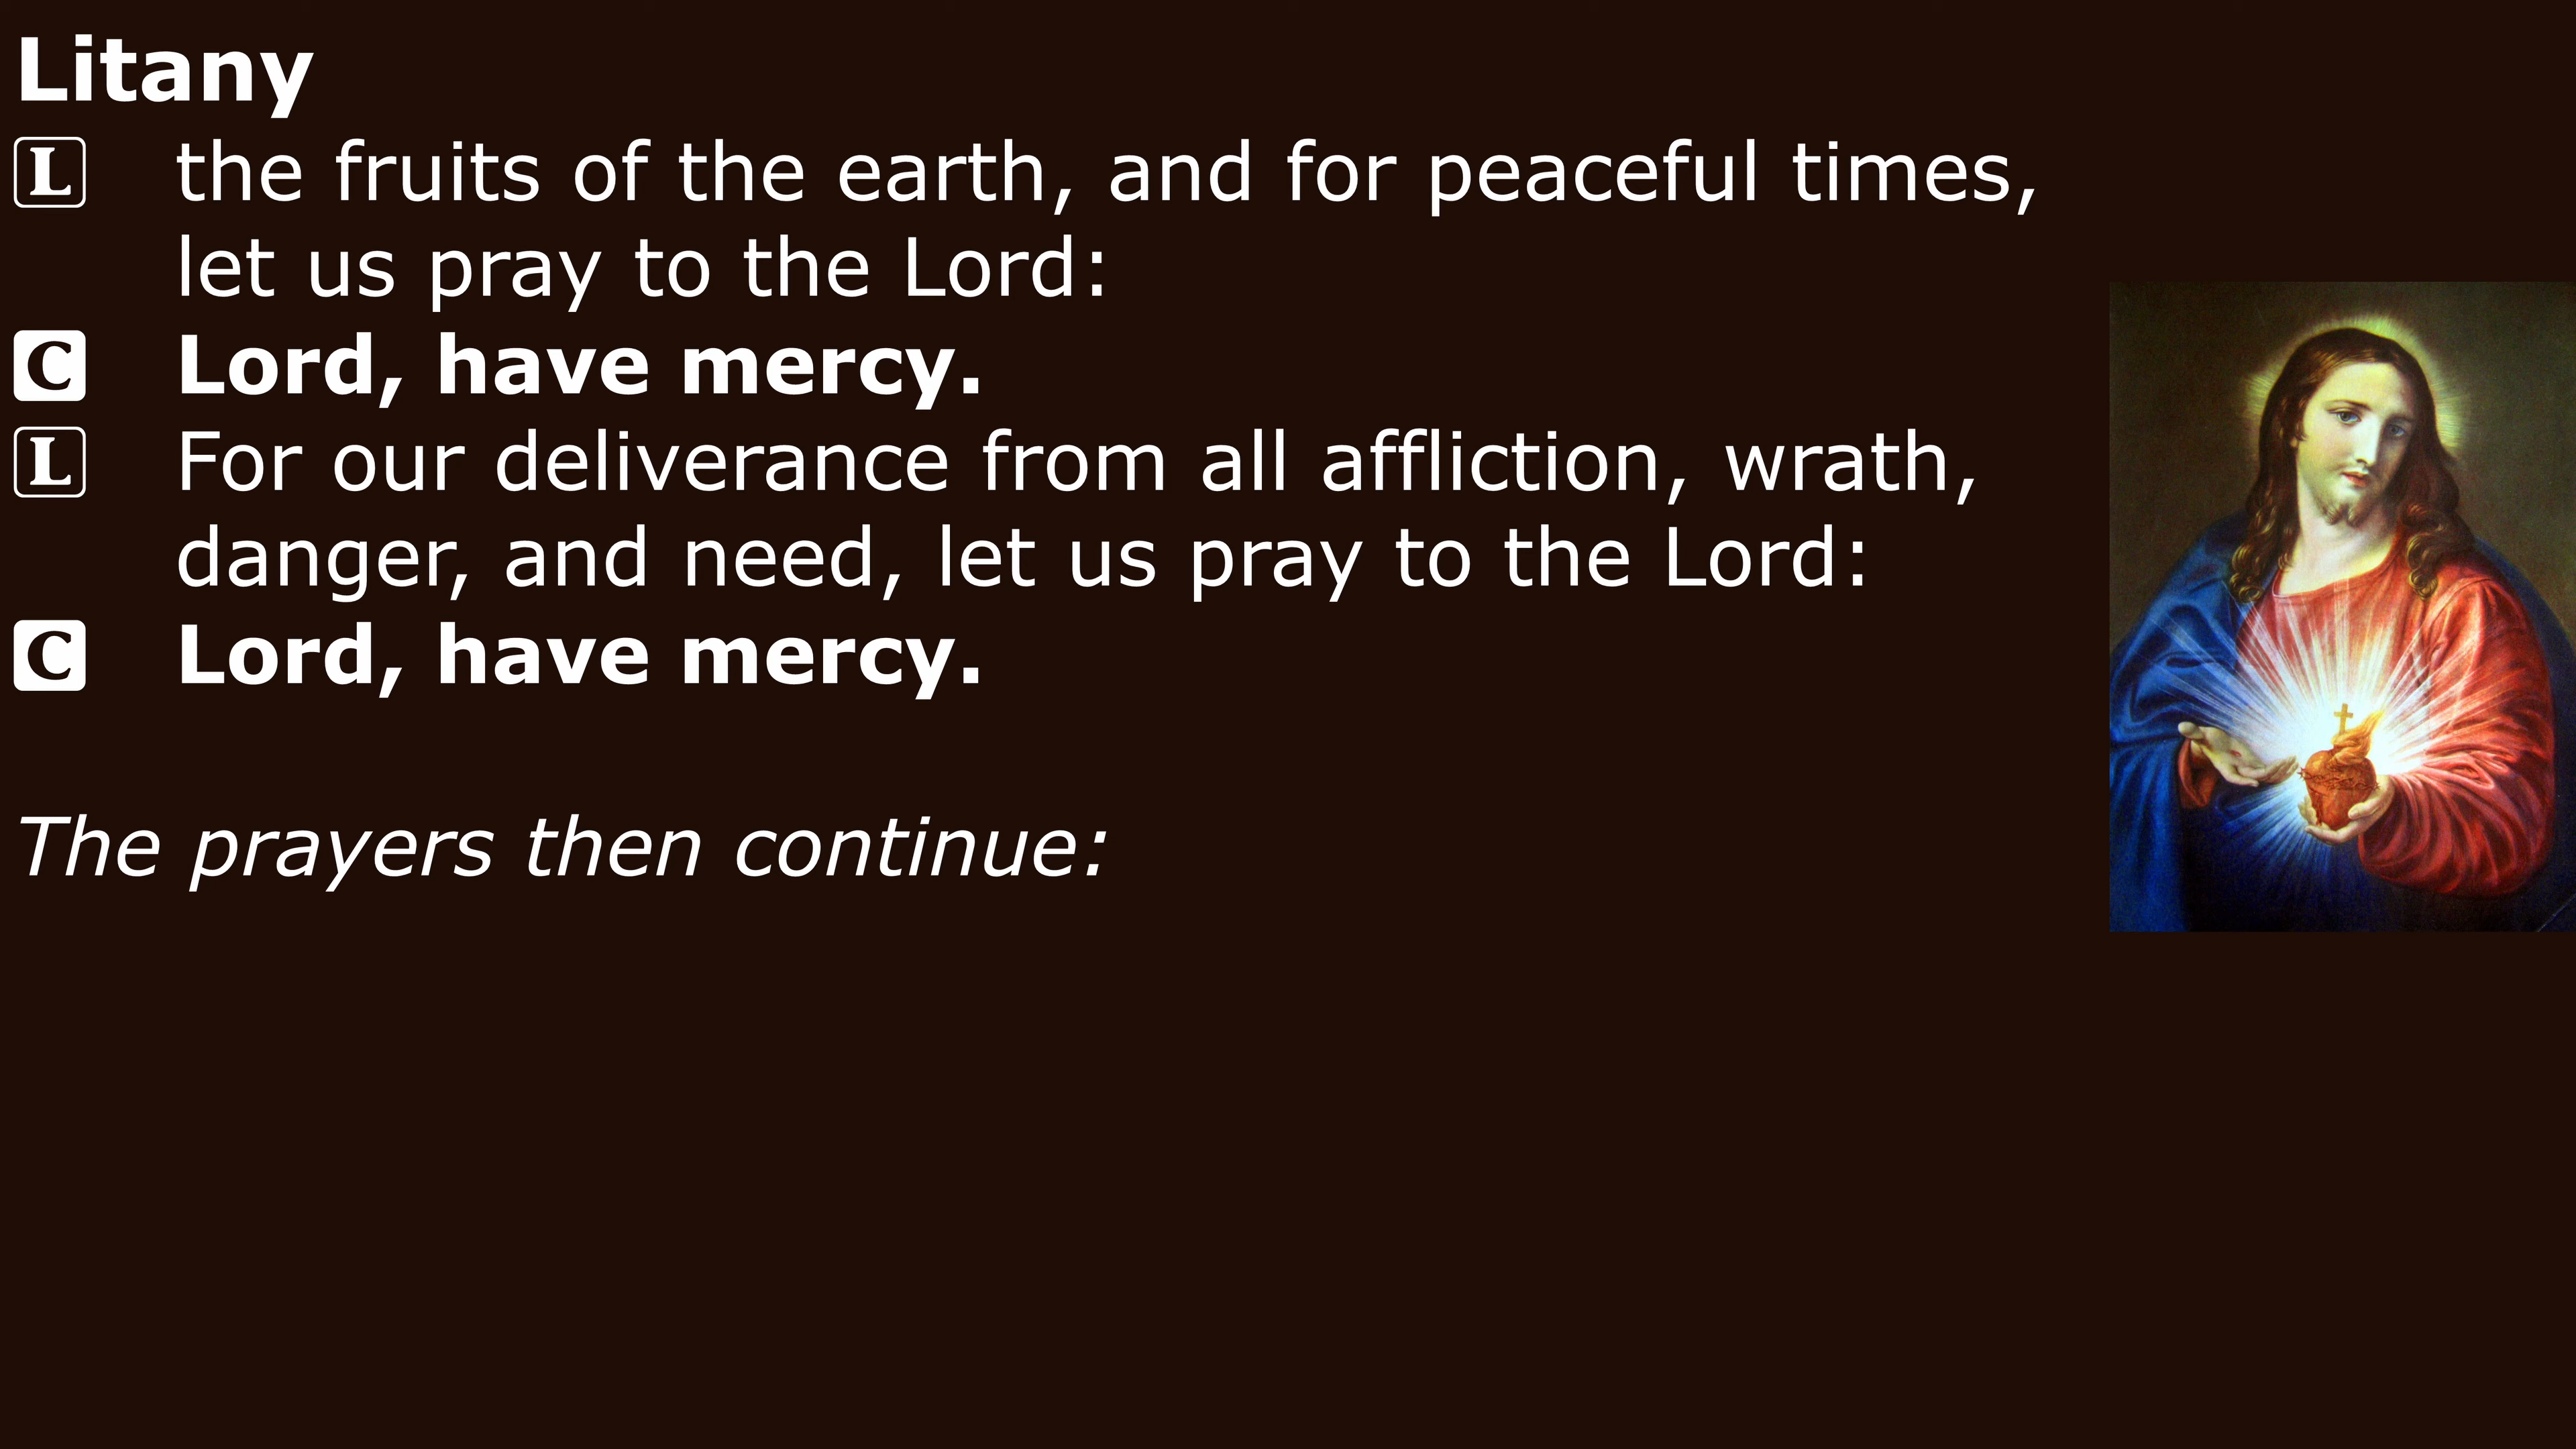 Litany
L the fruits of the earth, and for peaceful times,
let us pray to the Lord:
C Lord, have mercy.
L For our deliverance from all affliction, wrath,
danger, and need, let us pray to the Lord:
C Lord, have mercy.
The prayers then continue: